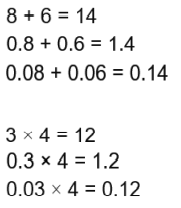 8 + 6 = 14
0.8 + 0.6 = 1.4
0.08 + 0.06 = 0.14
3 × 4 = 12
0.3 × 4 = 1.2
0.03 × 4 = 0.12